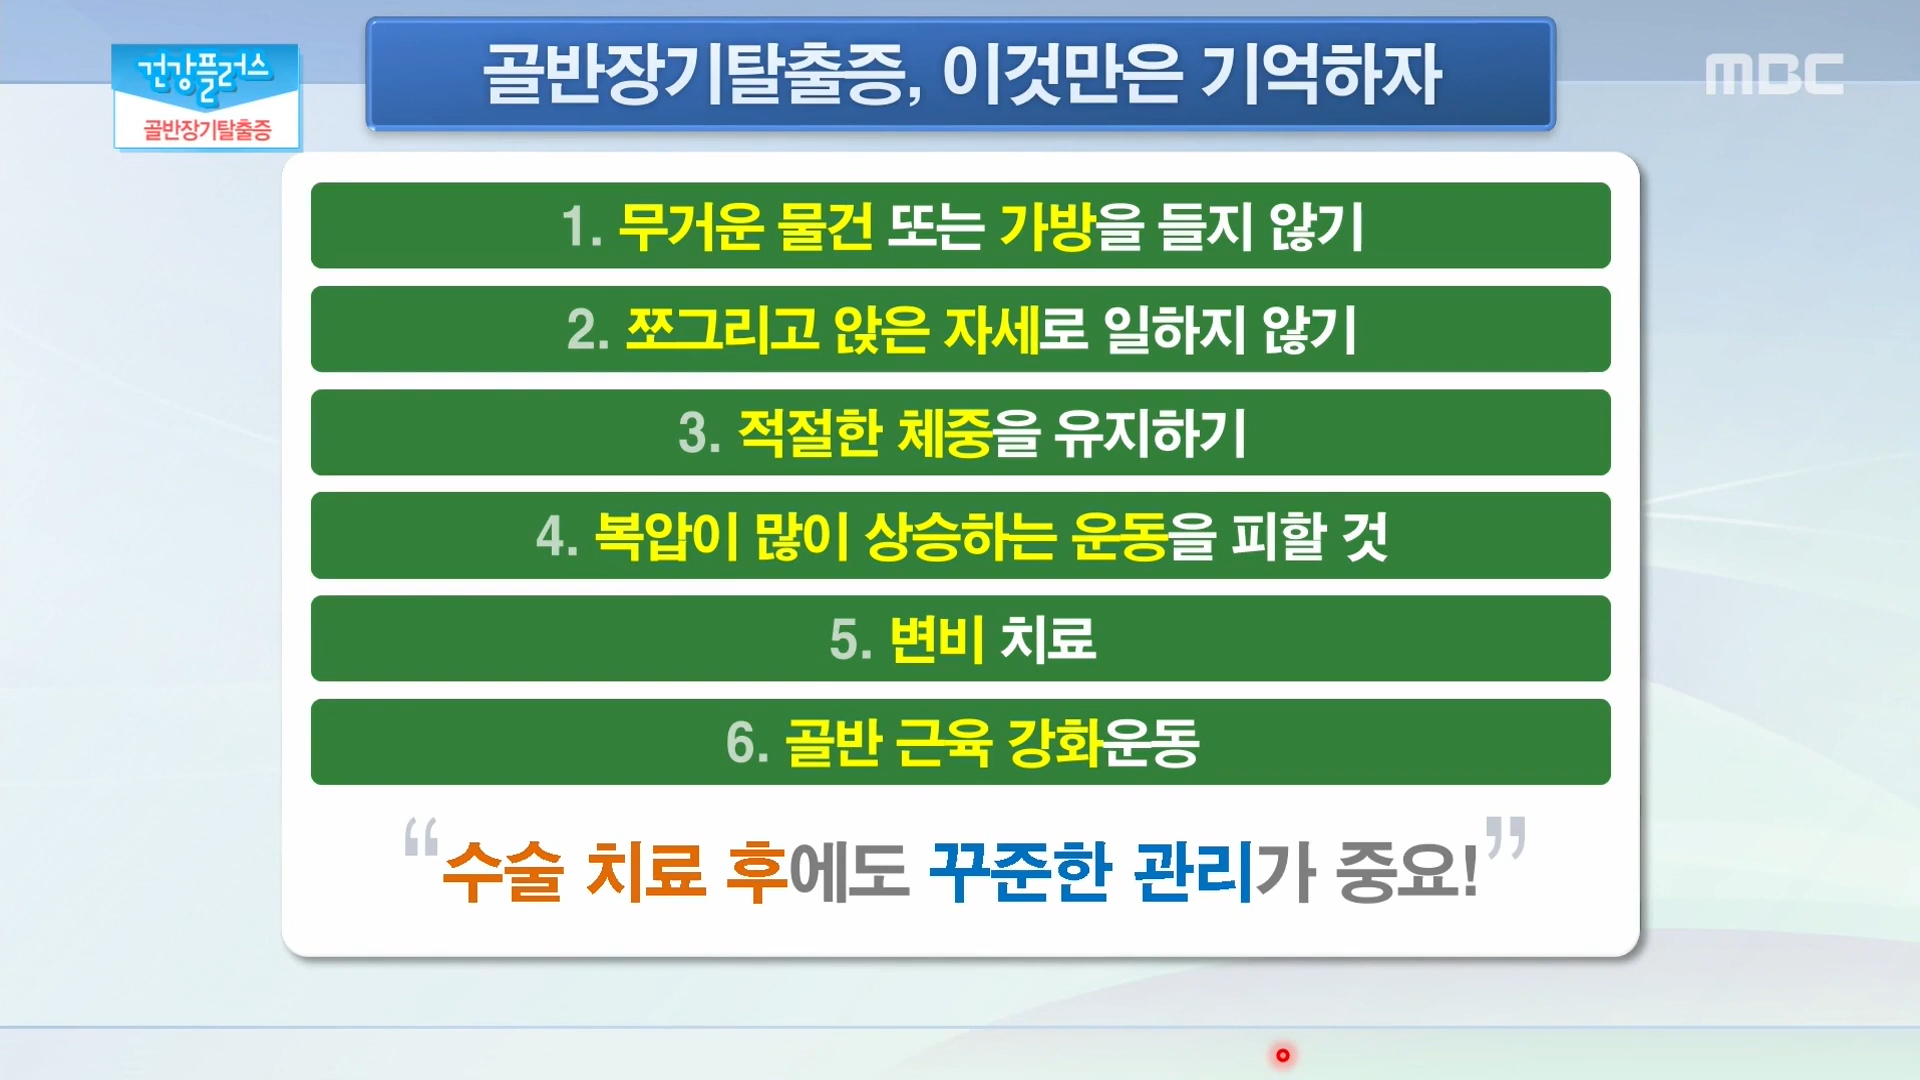 건강플러스
골반장기탈출증
골반장기탈출증, 이것만은 기억하자
MBC
1. 무거운 물건 또는 가방을 들지 않기
2. 쪼그리고 앉은 자세로 일하지 않기
3. 적절한 체중을 유지하기
4. 복압이 많이 상승하는 운동을 피할 것
5. 변비 치료
6. 골반 근육 강화운동
“수술 치료 후에도 꾸준한 관리가 중요!”